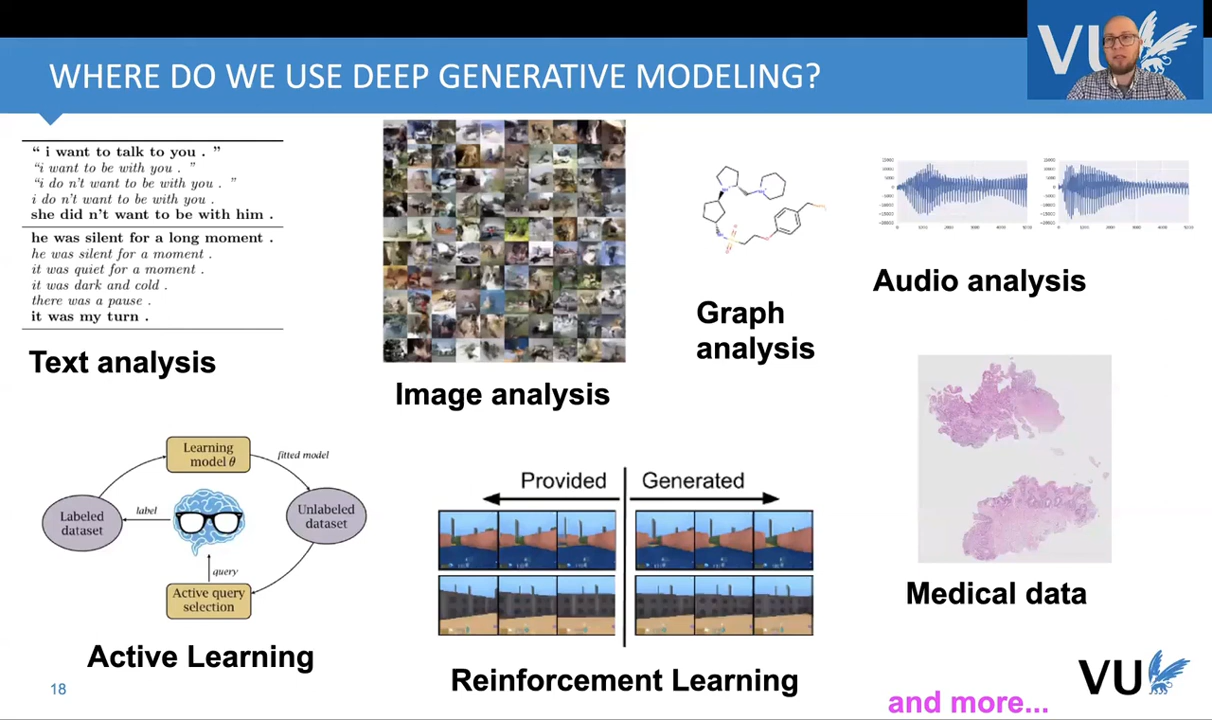 WHERE DO WE USE DEEP GENERATIVE MODELING?
VU
“ i want to talk to you . ”
“i want to be with you . ”
“i do n’t want to be with you . ”
i do n’t want to be with you .
she did n’t want to be with him .
he was silent for a long moment .
he was silent for a moment .
it was quiet for a moment .
it was dark and cold .
there was a pause .
it was my turn .
Text analysis
Image analysis
Graph
analysis
Audio analysis
Learning
model θ
fitted model
Labeled
dataset
label
Unlabeled
dataset
query
Active query
selection
Active Learning
Provided
Generated
Reinforcement Learning
Medical data
18
and more...
VU